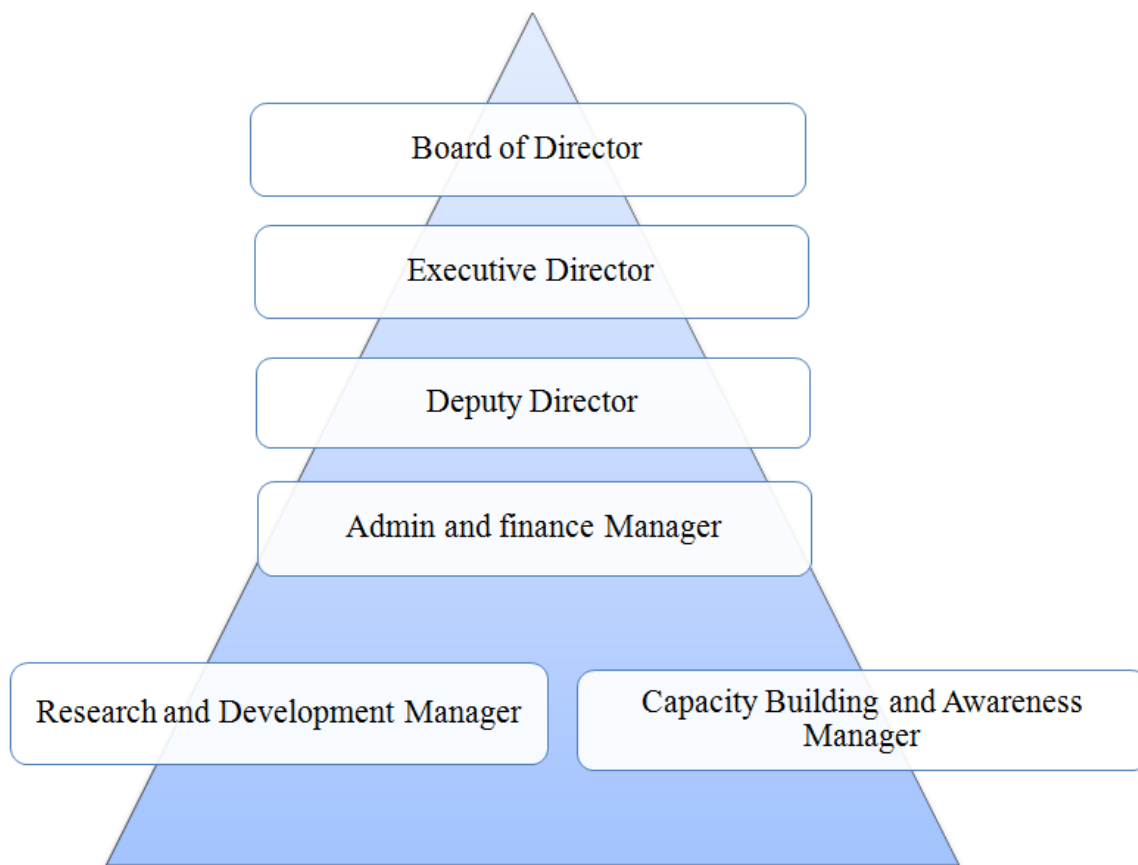 Board of Director
Executive Director
Deputy Director
Admin and finance Manager
Research and Development Manager
Capacity Building and Awareness
Manager